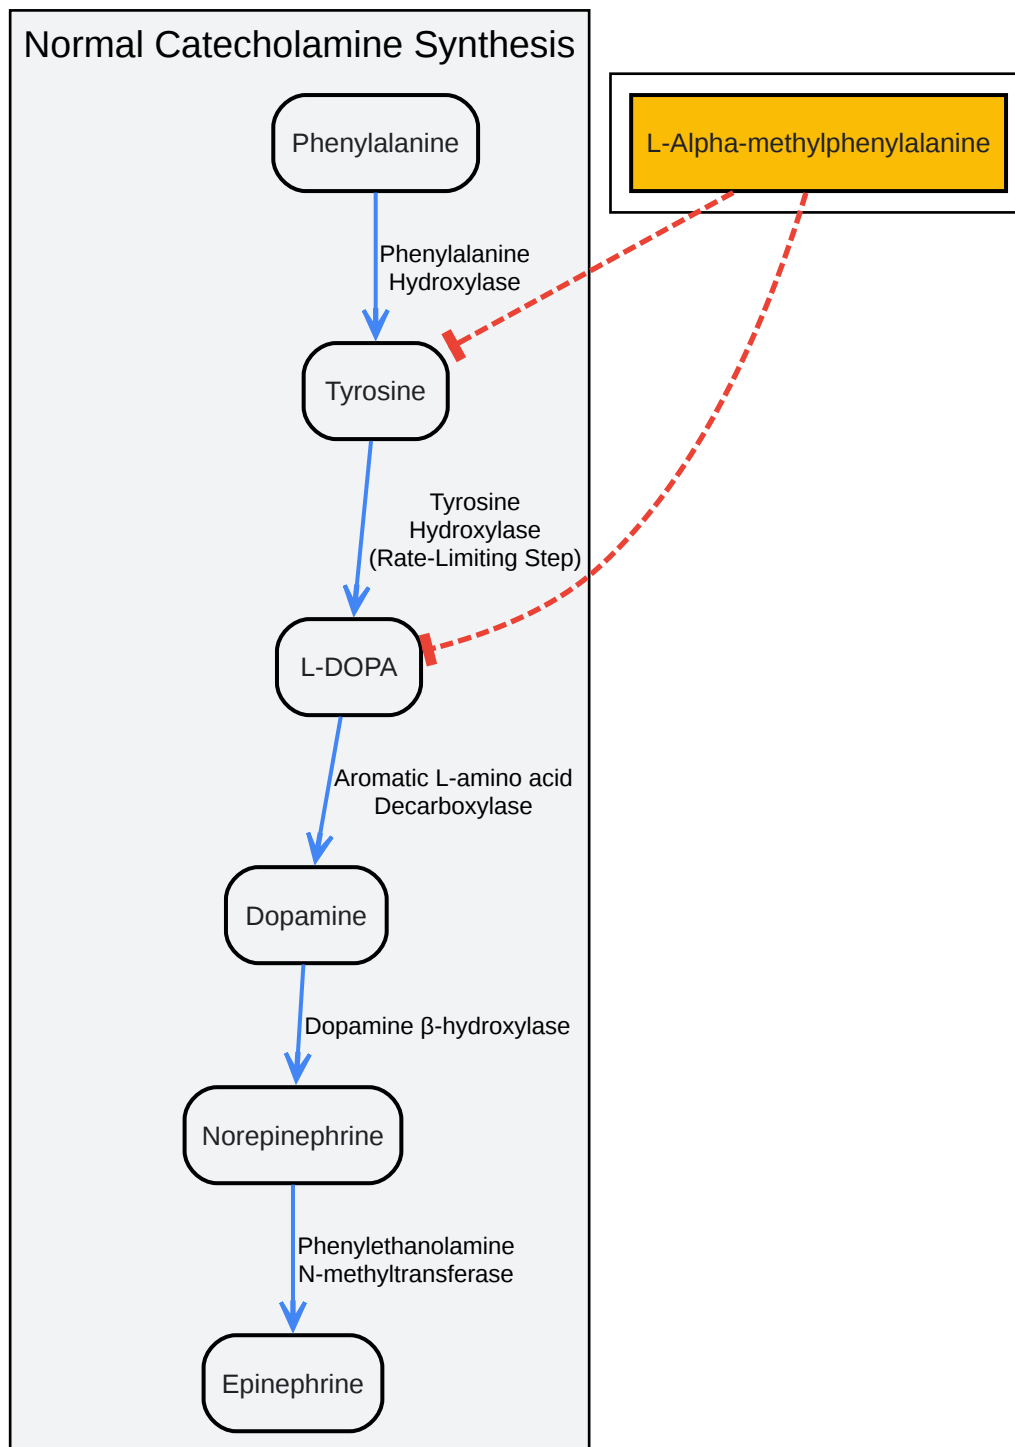 Normal Catecholamine Synthesis
Phenylalanine
L-Alpha-methylphenylalanine
Phenylalanine
Hydroxylase
Tyrosine
Tyrosine
Hydroxylase
(Rate-Limiting Step)
L-DOPA
Aromatic L-amino acid
Decarboxylase
Dopamine
Dopamine β-hydroxylase
Norepinephrine
Phenylethanolamine
N-methyltransferase
Epinephrine